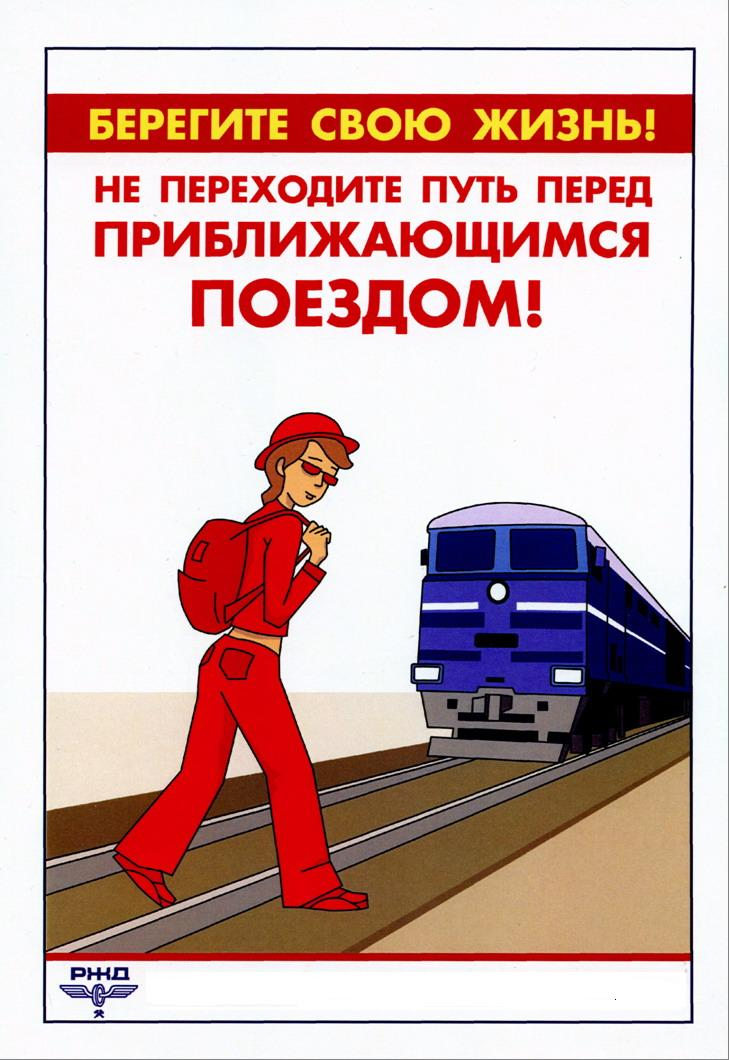 БЕРЕГИТЕ СВОЮ ЖИЗНЬ!
НЕ ПЕРЕХОДИТЕ ПУТЬ ПЕРЕД
ПРИБЛИЖАЮЩИМСЯ
ПОЕЗДОМ!
РЖД